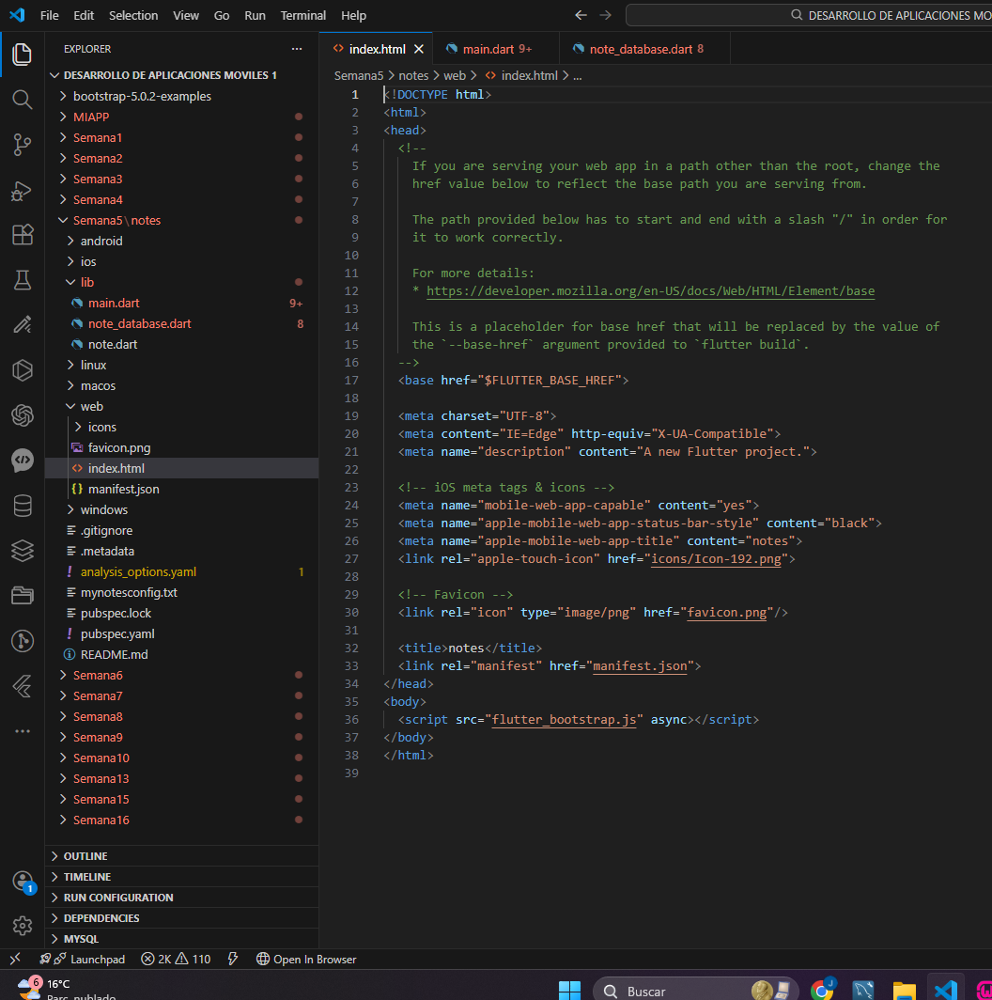 File Edit Selection View Go Run Terminal Help
DESARROLLO DE APLICACIONES MO
EXPLORER
DESARROLLO DE APLICACIONES MOVILES 1
bootstrap-5.0.2-examples
MIAPP
Semana1
Semana2
Semana3
Semana4
Semana5\notes
android
ios
lib
main.dart 9+
note_database.dart 8
note.dart
linux
macos
web
icons
favicon.png
index.html
manifest.json
windows
.gitignore
.metadata
analysis_options.yaml 1
mynotesconfig.txt
pubspec.lock
pubspec.yaml
README.md
Semana6
Semana7
Semana8
Semana9
Semana10
Semana13
Semana15
Semana16
OUTLINE
TIMELINE
RUN CONFIGURATION
DEPENDENCIES
MYSQL
index.html main.dart 9+ note_database.dart 8
Semana5 > notes > web > index.html > ...
1 <!DOCTYPE html>
2 <html>
3 <head>
4 <!--
5 If you are serving your web app in a path other than the root, change the
6 href value below to reflect the base path you are serving from.
7
8 The path provided below has to start and end with a slash "/" in order for
9 it to work correctly.
10
11 For more details:
12 * https://developer.mozilla.org/en-US/docs/Web/HTML/Element/base
13
14 This is a placeholder for base href that will be replaced by the value of
15 the `--base-href` argument provided to `flutter build`.
16 -->
17 <base href="$FLUTTER_BASE_HREF">
18
19 <meta charset="UTF-8">
20 <meta content="IE=Edge" http-equiv="X-UA-Compatible">
21 <meta name="description" content="A new Flutter project.">
22
23 <!-- iOS meta tags & icons -->
24 <meta name="mobile-web-app-capable" content="yes">
25 <meta name="apple-mobile-web-app-status-bar-style" content="black">
26 <meta name="apple-mobile-web-app-title" content="notes">
27 <link rel="apple-touch-icon" href="icons/Icon-192.png">
28
29 <!-- Favicon -->
30 <link rel="icon" type="image/png" href="favicon.png"/>
31
32 <title>notes</title>
33 <link rel="manifest" href="manifest.json">
34 </head>
35 <body>
36 <script src="flutter_bootstrap.js" async></script>
37 </body>
38 </html>
39
1
Launchpad 2K 110 Open In Browser
6
16°C
Parc. nublado
Buscar
J